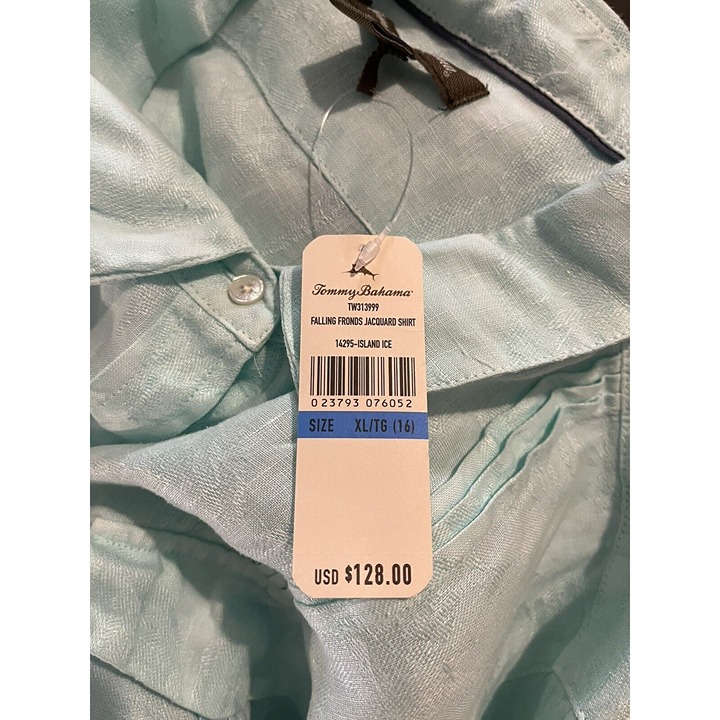 Tommy Bahama
TW313999
FALLING FRONDS JACQUARD SHIRT
14295-ISLAND ICE
0 23793 076052
SIZE XL/TG (16)
USD $128.00